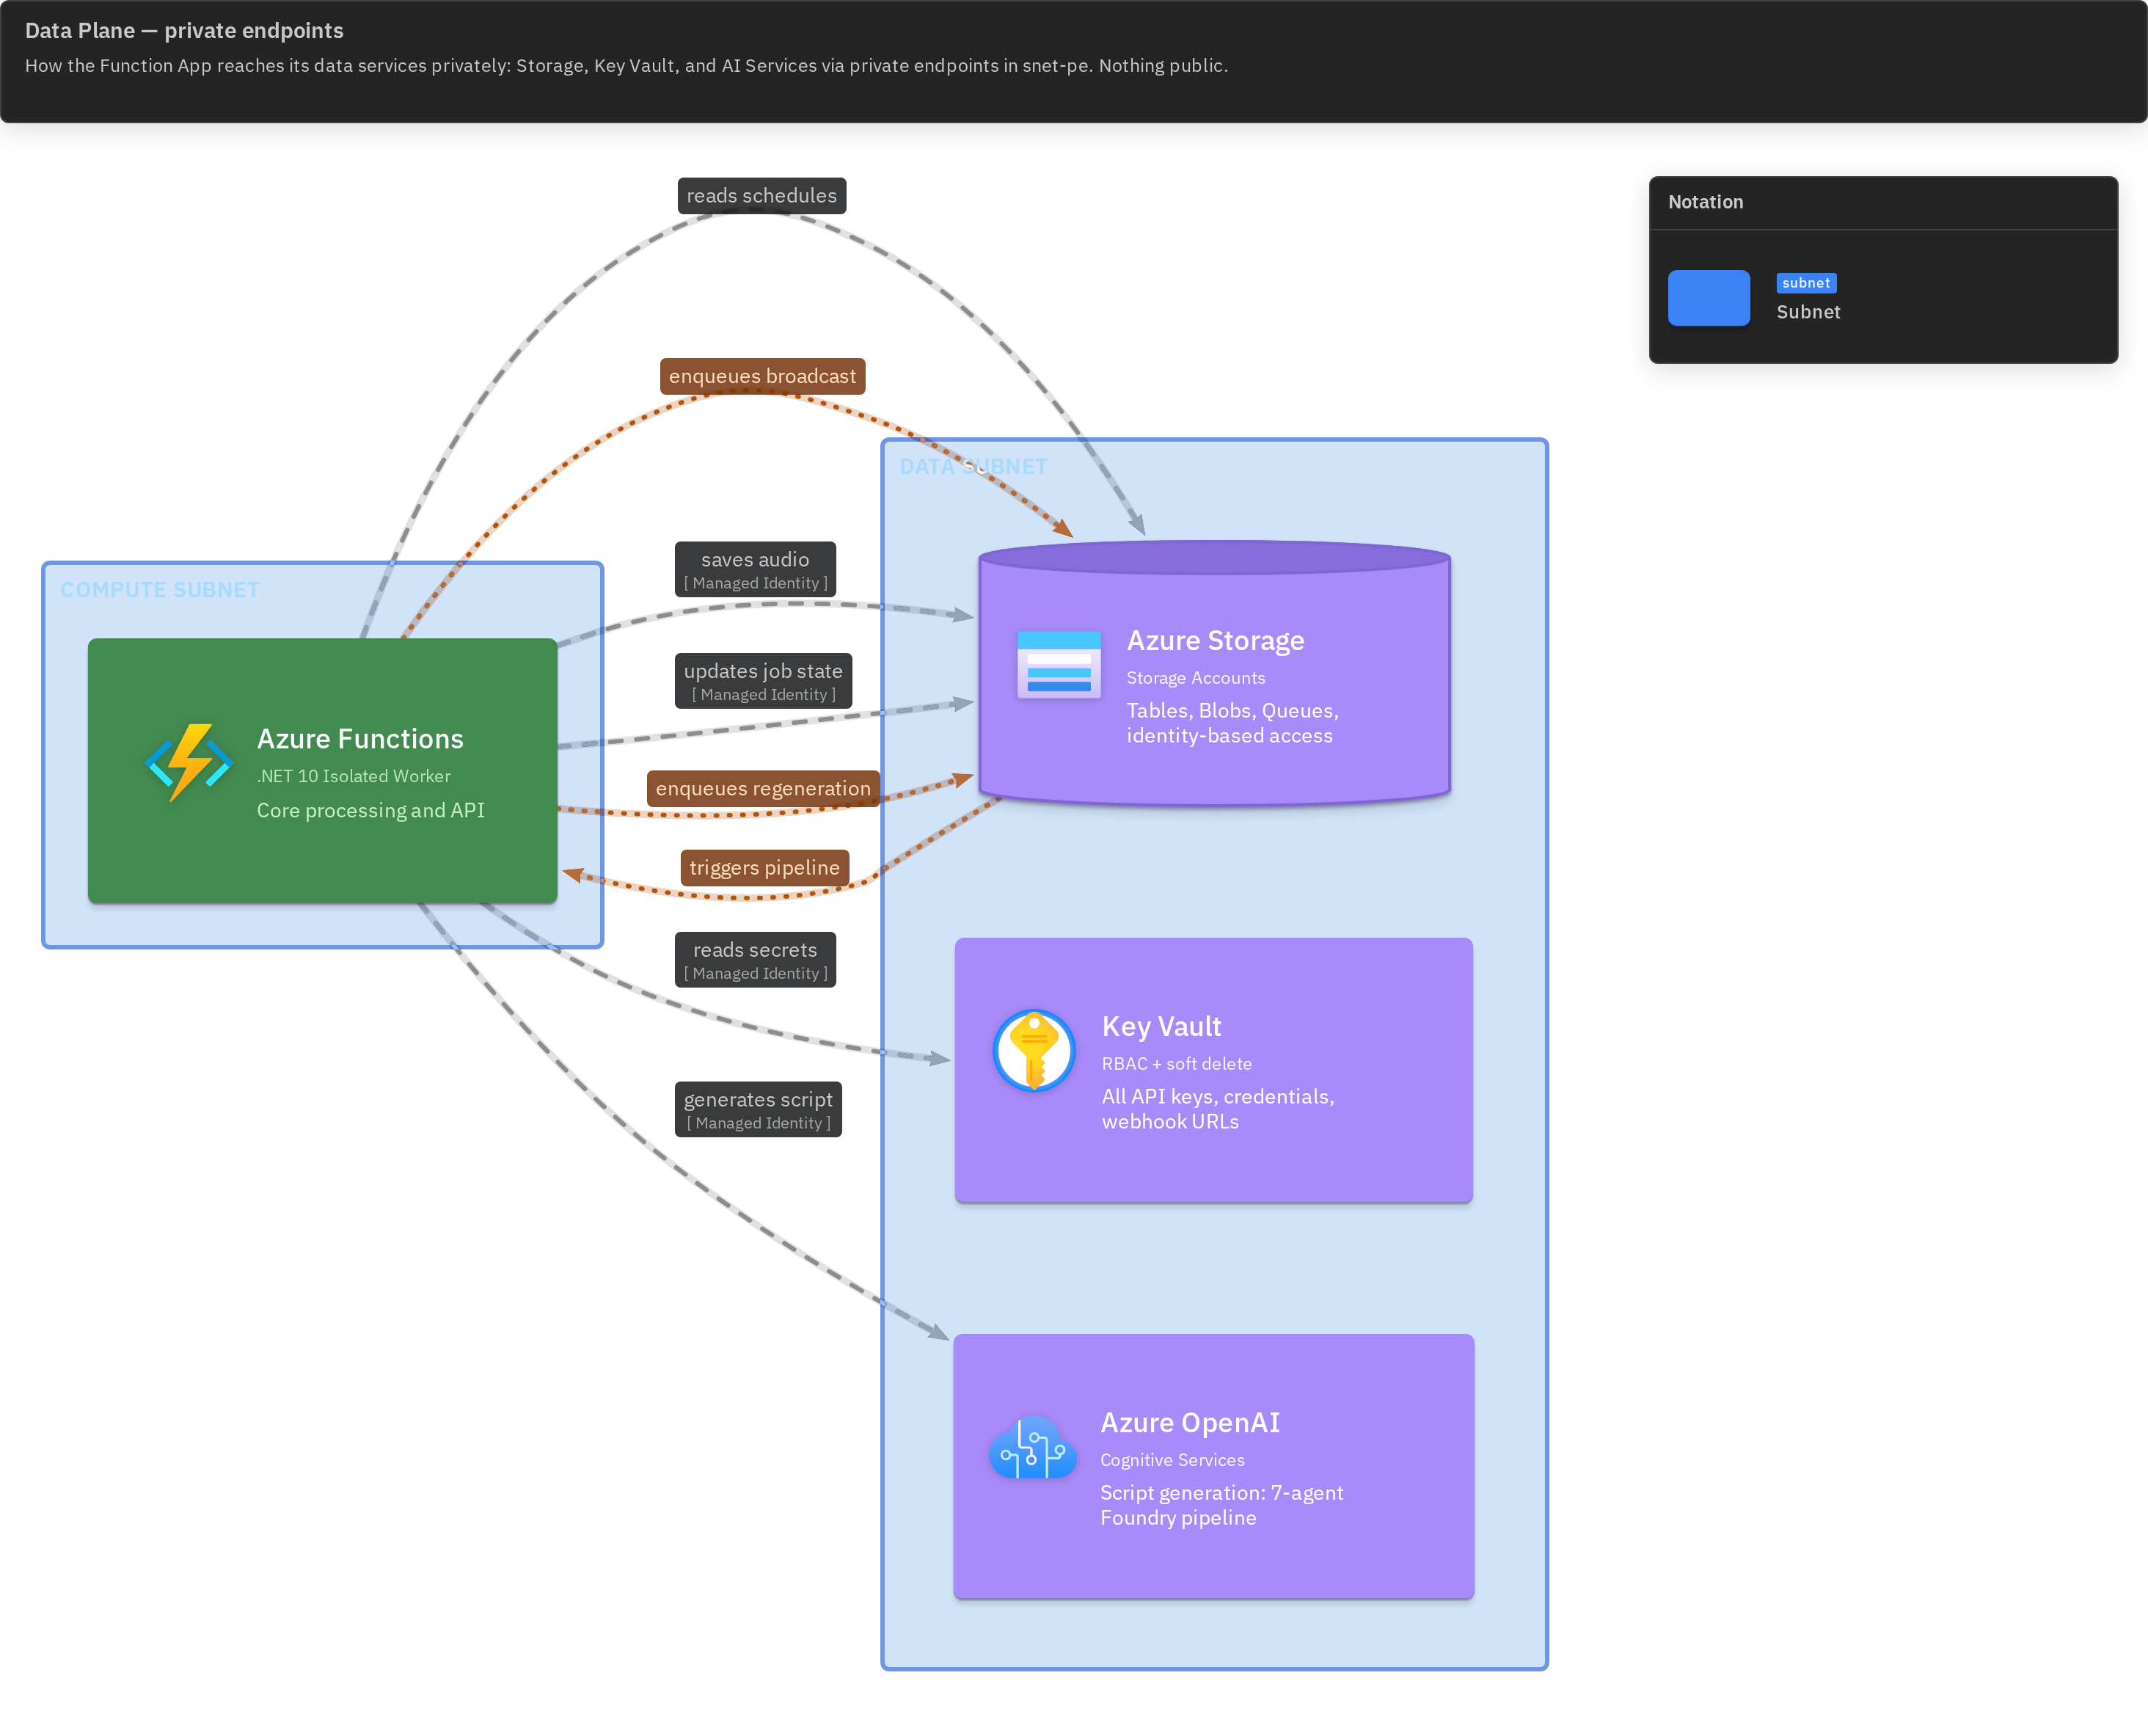 Data Plane — private endpoints
How the Function App reaches its data services privately: Storage, Key Vault, and AI Services via private endpoints in snet-pe. Nothing public.
Notation
subnet
Subnet
reads schedules
enqueues broadcast
DATA SUBNET
COMPUTE SUBNET
saves audio
[ Managed Identity ]
updates job state
[ Managed Identity ]
enqueues regeneration
triggers pipeline
reads secrets
[ Managed Identity ]
generates script
[ Managed Identity ]
Azure Functions
.NET 10 Isolated Worker
Core processing and API
Azure Storage
Storage Accounts
Tables, Blobs, Queues,
identity-based access
Key Vault
RBAC + soft delete
All API keys, credentials,
webhook URLs
Azure OpenAI
Cognitive Services
Script generation: 7-agent
Foundry pipeline